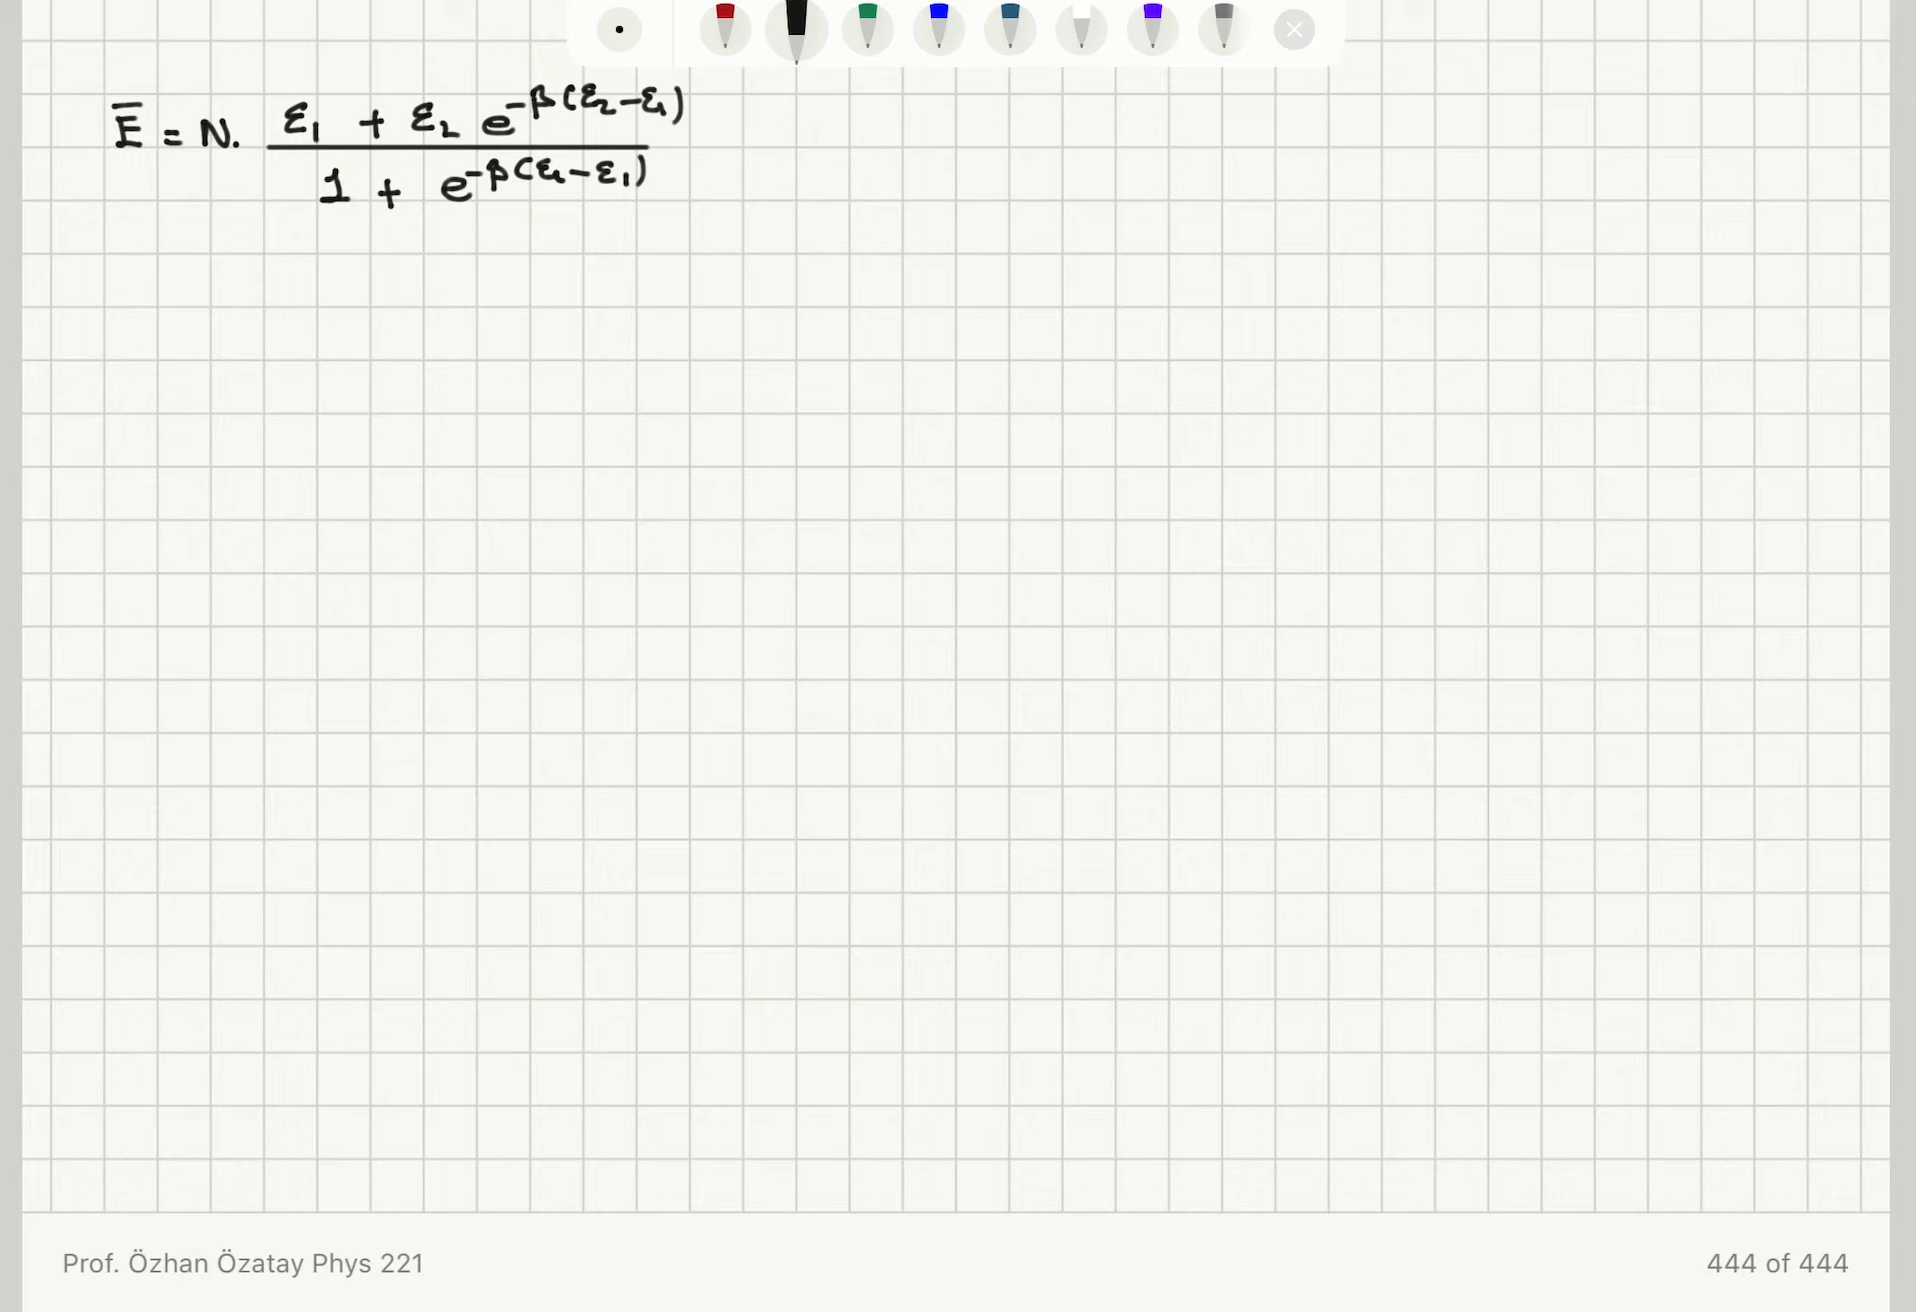 Ē = N. (ε₁ + ε₂ e^{-β(ε₂-ε₁)}) / (1 + e^{-β(ε₂-ε₁)})
Prof. Özhan Özatay Phys 221
444 of 444